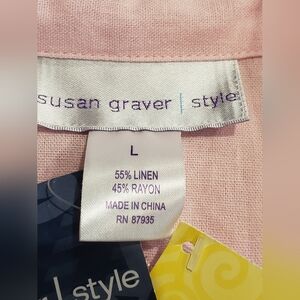 susan graver | style
L
55% LINEN
45% RAYON
MADE IN CHINA
RN 87935
| style